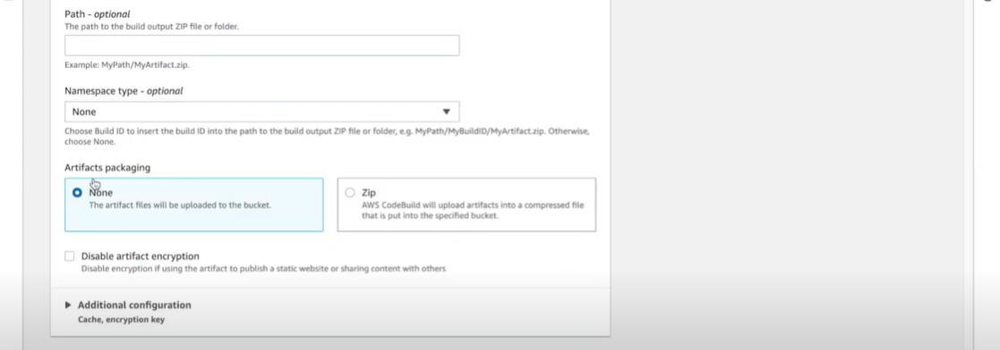 Path - optional
The path to the build output ZIP file or folder.
Example: MyPath/MyArtifact.zip.
Namespace type - optional
None
Choose Build ID to insert the build ID into the path to the build output ZIP file or folder, e.g. MyPath/MyBuildID/MyArtifact.zip. Otherwise,
choose None.
Artifacts packaging
None
The artifact files will be uploaded to the bucket.
Zip
AWS CodeBuild will upload artifacts into a compressed file
that is put into the specified bucket.
Disable artifact encryption
Disable encryption if using the artifact to publish a static website or sharing content with others
Additional configuration
Cache, encryption key